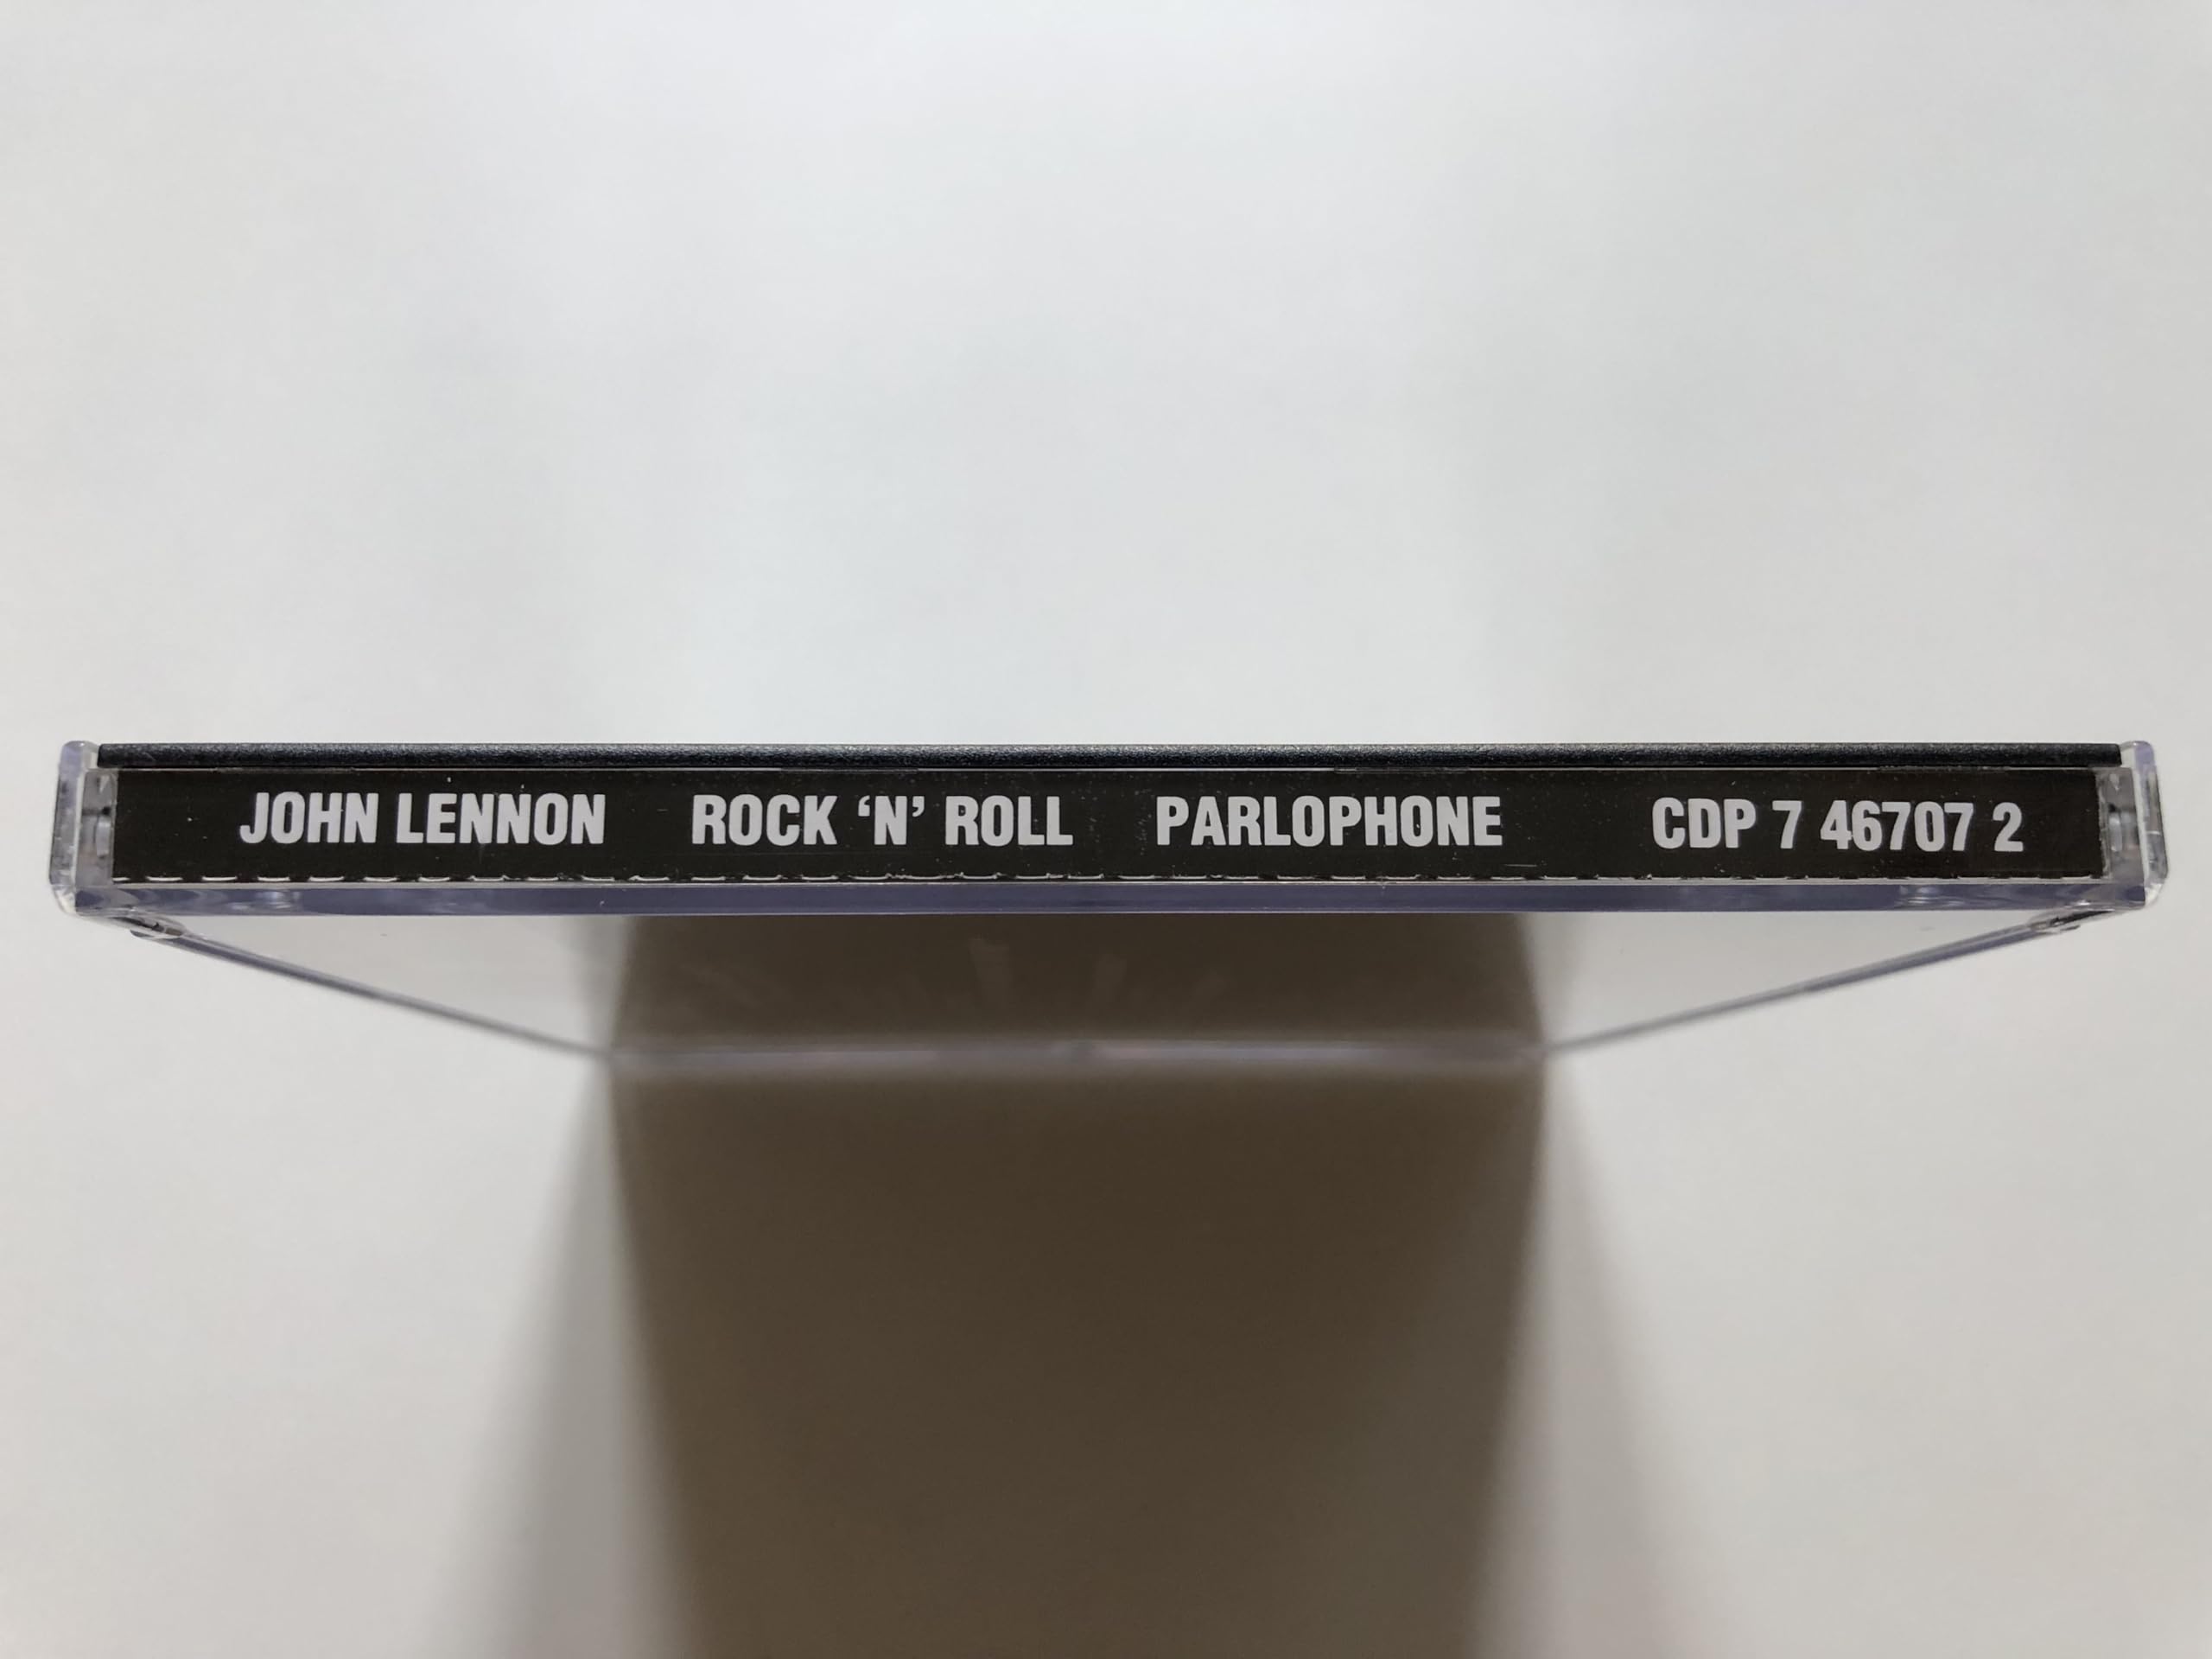 JOHN LENNON ROCK ‘N’ ROLL PARLOPHONE CDP 7 46707 2